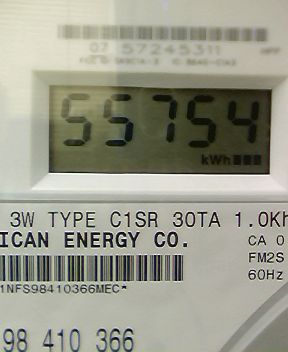 07 57245311
55754
kWh
3W TYPE C1SR 30TA 1.0Kh
ICAN ENERGY CO.
CA 0
FM2S
60Hz
1NFS98410366MEC*
98 410 366